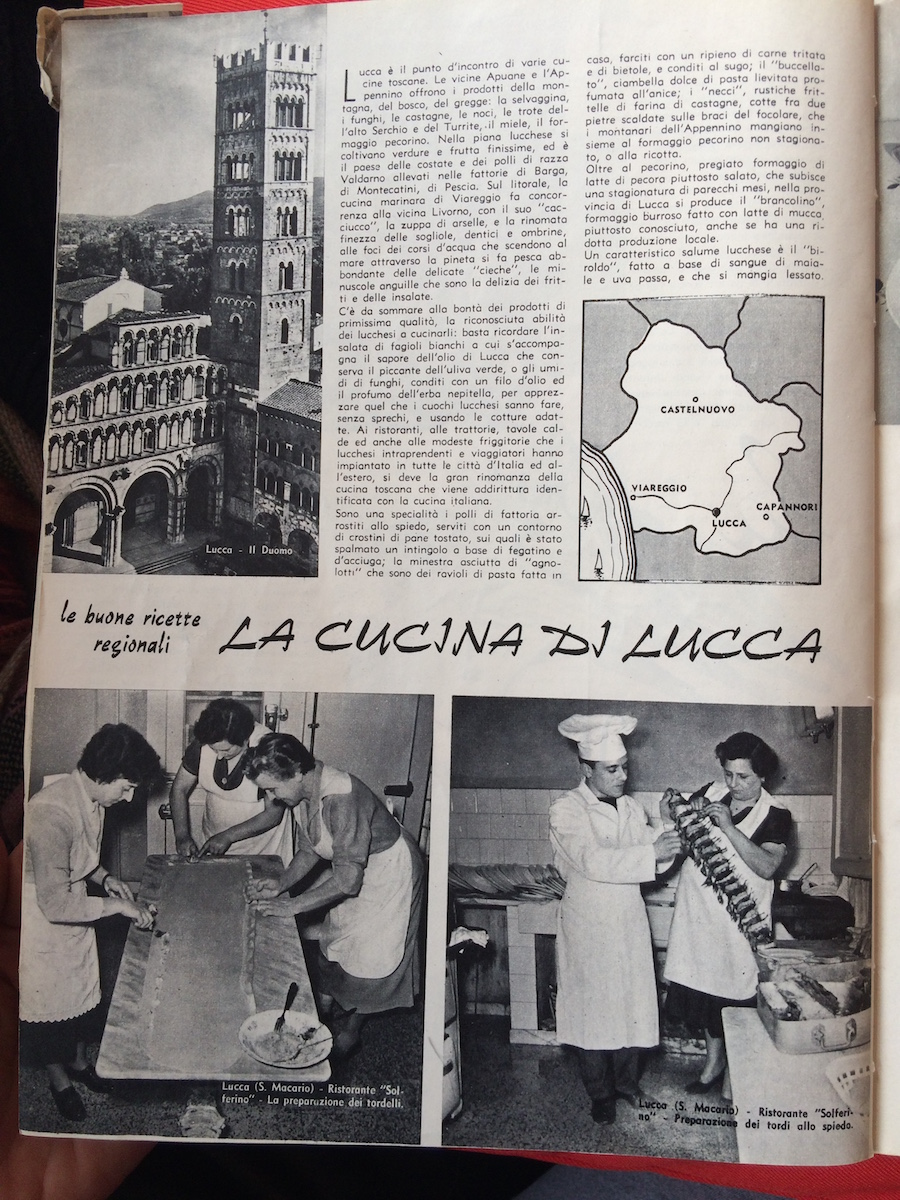 Lucca è il punto d'incontro di varie cu-
cine toscane. Le vicine Apuane e l'Ap-
pennino offrono i prodotti della mon-
tagna, del bosco, del gregge: la selvaggina,
i funghi, le castagne, le noci, le trote del-
l'alto Serchio e del Turrite, il miele, il for-
maggio pecorino. Nella piana lucchese si
coltivano verdure e frutta finissime, ed è
il paese delle costate e dei polli di razza
Valdarno allevati nelle fattorie di Barga,
di Montecatini, di Pescia. Sul litorale, la
cucina marinara di Viareggio fa concor-
renza alla vicina Livorno, con il suo "cac-
ciucco", la zuppa di arselle, e la rinomata
finezza delle sogliole, dentici e ombrine,
alle foci dei corsi d'acqua che scendono al
mare attraverso la pineta si fa pesca ab-
bondante delle delicate "cieche", le mi-
nuscole anguille che sono la delizia dei frit-
ti e delle insalate.
C'è da sommare alla bontà dei prodotti di
primissima qualità, la riconosciuta abilità
dei lucchesi a cucinarli: basta ricordare l'in-
salata di fagioli bianchi a cui s'accompa-
gna il sapore dell'olio di Lucca che con-
serva il piccante dell'uliva verde, o gli umi-
di di funghi, conditi con un filo d'olio ed
il profumo dell'erba nepitella, per apprez-
zare quel che i cuochi lucchesi sanno fare,
senza sprechi, e usando le cotture adat-
te. Ai ristoranti, alle trattorie, tavole cal-
de ed anche alle modeste friggitorie che i
lucchesi intraprendenti e viaggiatori hanno
impiantato in tutte le città d'Italia ed al-
l'estero, si deve la gran rinomanza della
cucina toscana che viene addirittura iden-
tificata con la cucina italiana.
Sono una specialità i polli di fattoria ar-
rostiti allo spiedo, serviti con un contorno
di crostini di pane tostato, sui quali è stato
spalmato un intingolo a base di fegatino e
d'acciuga; la minestra asciutta di "agno-
lotti" che sono dei ravioli di pasta fatta in
casa, farciti con un ripieno di carne tritata
e di bietole, e conditi al sugo; il "buccella-
to", ciambella dolce di pasta lievitata pro-
fumata all'anice; i "necci", rustiche frit-
telle di farina di castagne, cotte fra due
pietre scaldate sulle braci del focolare, che
i montanari dell'Appennino mangiano in-
sieme al formaggio pecorino non stagiona-
to, o alla ricotta.
Oltre al pecorino, pregiato formaggio di
latte di pecora piuttosto salato, che subisce
una stagionatura di parecchi mesi, nella pro-
vincia di Lucca si produce il "brancolino",
formaggio burroso fatto con latte di mucca,
piuttosto conosciuto, anche se ha una ri-
dotta produzione locale.
Un caratteristico salume lucchese è il "bi-
roldo", fatto a base di sangue di maia-
le e uva passa, e che si mangia lessato.
CASTELNUOVO
VIAREGGIO
CAPANNORI
LUCCA
Lucca - Il Duomo
le buone ricette
regionali
LA CUCINA DI LUCCA
Lucca (S. Macario) - Ristorante "Sol-
ferino" - La preparazione dei tordelli.
Lucca (S. Macario) - Ristorante "Solferi-
no" - Preparazione dei tordi allo spiedo.